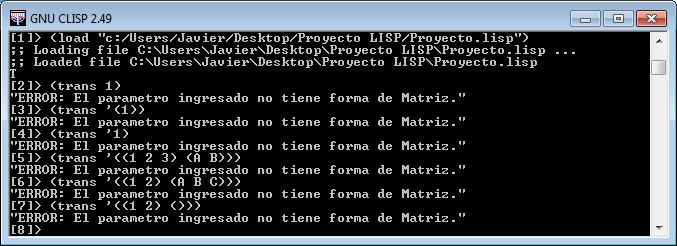 GNU CLISP 2.49
[1]> (load "c:/Users/Javier/Desktop/Proyecto LISP/Proyecto.lisp")
;; Loading file C:\Users\Javier\Desktop\Proyecto LISP\Proyecto.lisp ...
;; Loaded file C:\Users\Javier\Desktop\Proyecto LISP\Proyecto.lisp
T
[2]> (trans 1)
"ERROR: El parametro ingresado no tiene forma de Matriz."
[3]> (trans '(1))
"ERROR: El parametro ingresado no tiene forma de Matriz."
[4]> (trans '1)
"ERROR: El parametro ingresado no tiene forma de Matriz."
[5]> (trans '((1 2 3) (A B)))
"ERROR: El parametro ingresado no tiene forma de Matriz."
[6]> (trans '((1 2) (A B C)))
"ERROR: El parametro ingresado no tiene forma de Matriz."
[7]> (trans '((1 2) ()))
"ERROR: El parametro ingresado no tiene forma de Matriz."
[8]>